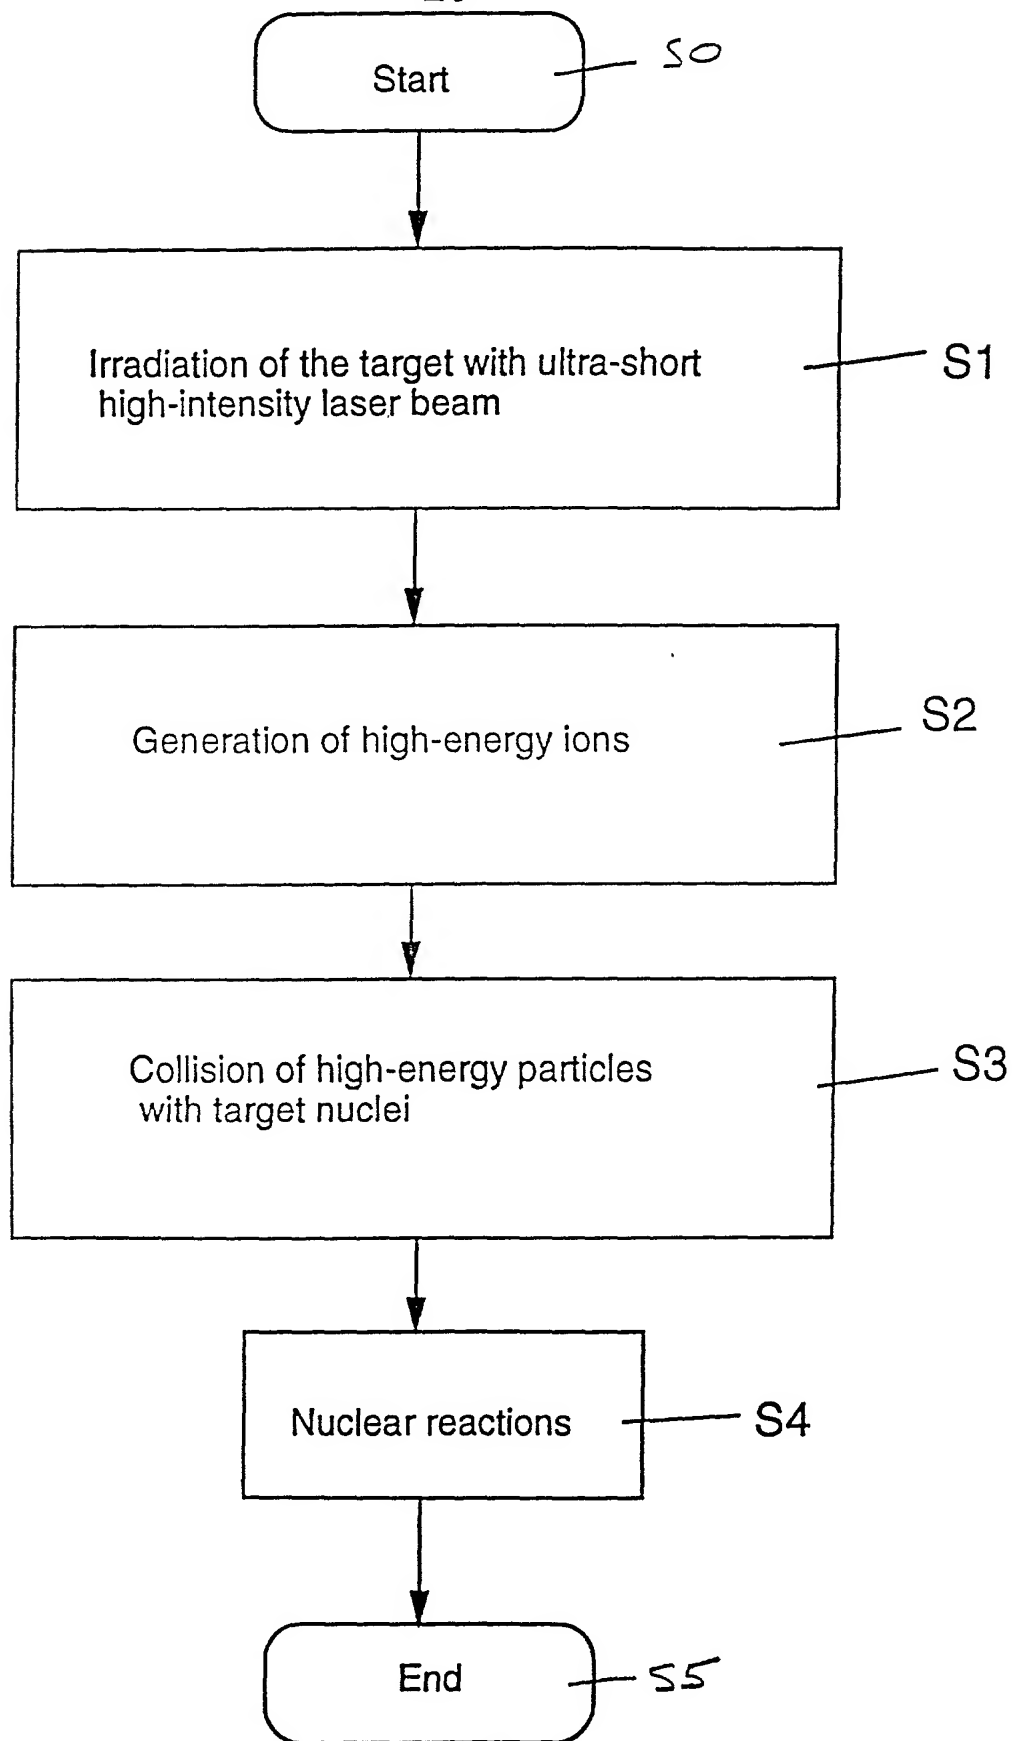 Start
S0
Irradiation of the target with ultra-short
high-intensity laser beam
S1
Generation of high-energy ions
S2
Collision of high-energy particles
with target nuclei
S3
Nuclear reactions
S4
End
S5